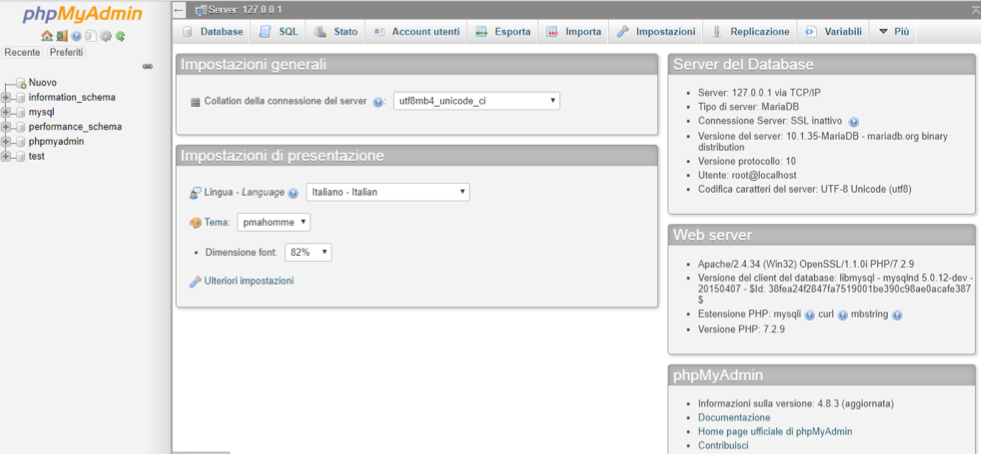 phpMyAdmin
Recente Preferiti
Nuovo
information_schema
mysql
performance_schema
phpmyadmin
test
Server: 127.0.0.1
Database SQL Stato Account utenti Esporta Importa Impostazioni Replicazione Variabili Più
Impostazioni generali
Collation della connessione del server : utf8mb4_unicode_ci
Impostazioni di presentazione
Lingua - Language Italiano - Italian
Tema: pmahomme
• Dimensione font: 82%
Ulteriori impostazioni
Server del Database
• Server: 127.0.0.1 via TCP/IP
• Tipo di server: MariaDB
• Connessione Server: SSL inattivo
• Versione del server: 10.1.35-MariaDB - mariadb.org binary
distribution
• Versione protocollo: 10
• Utente: root@localhost
• Codifica caratteri del server: UTF-8 Unicode (utf8)
Web server
• Apache/2.4.34 (Win32) OpenSSL/1.1.0i PHP/7.2.9
• Versione del client del database: libmysql - mysqlnd 5.0.12-dev -
20150407 - $Id: 38fea24f2847fa7519001be390c98ae0acafe387
$
• Estensione PHP: mysqli curl mbstring
• Versione PHP: 7.2.9
phpMyAdmin
• Informazioni sulla versione: 4.8.3 (aggiornata)
• Documentazione
• Home page ufficiale di phpMyAdmin
• Contribuisci